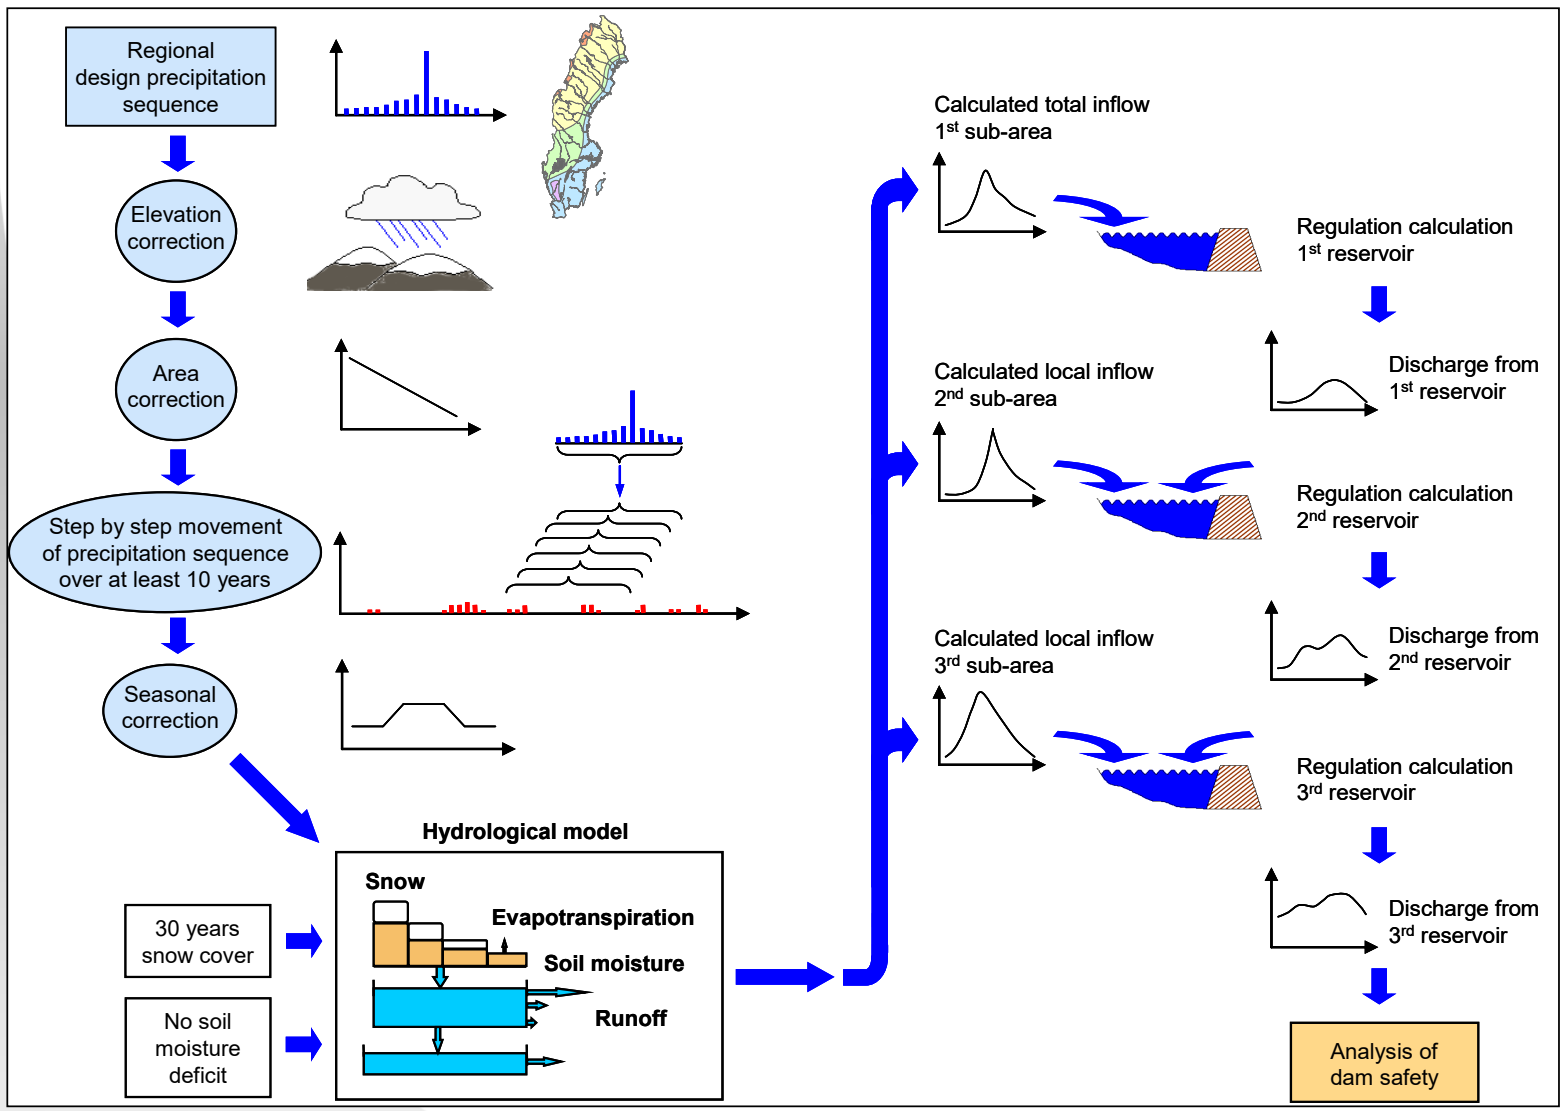 Regional
design precipitation
sequence
Elevation
correction
Area
correction
Step by step movement
of precipitation sequence
over at least 10 years
Seasonal
correction
Hydrological model
Snow
Evapotranspiration
Soil moisture
Runoff
30 years
snow cover
No soil
moisture
deficit
Calculated total inflow
1st sub-area
Regulation calculation
1st reservoir
Discharge from
1st reservoir
Calculated local inflow
2nd sub-area
Regulation calculation
2nd reservoir
Discharge from
2nd reservoir
Calculated local inflow
3rd sub-area
Regulation calculation
3rd reservoir
Discharge from
3rd reservoir
Analysis of
dam safety